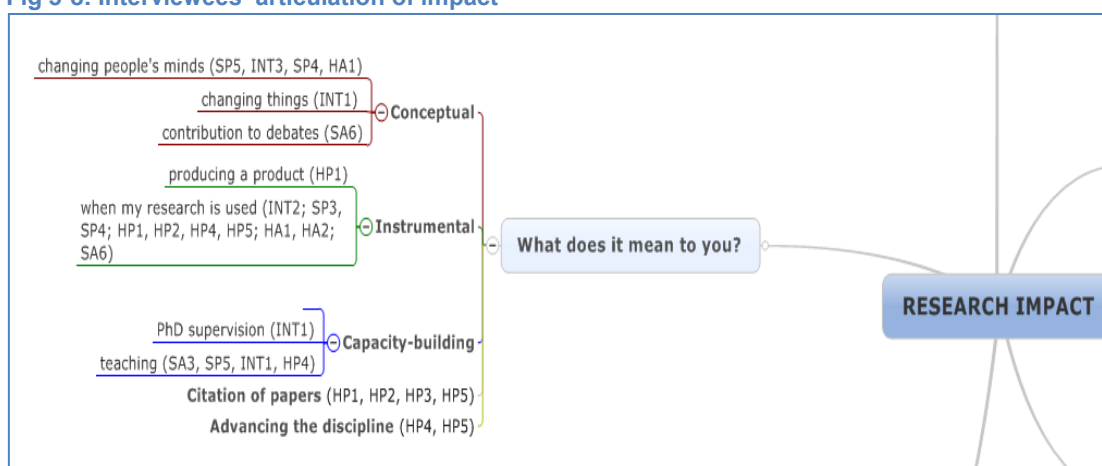 Fig 5-8: Interviewees' articulation of impact
changing people's minds (SP5, INT3, SP4, HA1)
changing things (INT1)
contribution to debates (SA6)
Conceptual
producing a product (HP1)
when my research is used (INT2; SP3,
SP4; HP1, HP2, HP4, HP5; HA1, HA2;
SA6)
Instrumental
PhD supervision (INT1)
teaching (SA3, SP5, INT1, HP4)
Capacity-building
Citation of papers (HP1, HP2, HP3, HP5)
Advancing the discipline (HP4, HP5)
What does it mean to you?
RESEARCH IMPACT